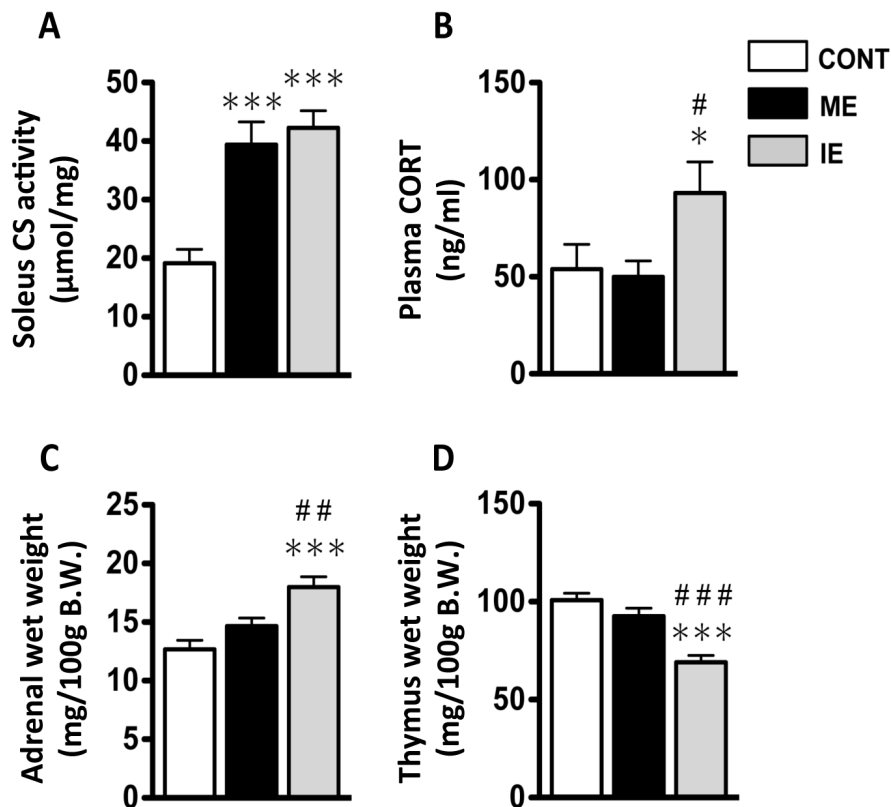 A
Soleus CS activity
(μmol/mg)
50
40
30
20
10
0
***
***
B
Plasma CORT
(ng/ml)
150
100
50
0
#
*
CONT
ME
IE
C
Adrenal wet weight
(mg/100g B.W.)
25
20
15
10
5
0
##
***
D
Thymus wet weight
(mg/100g B.W.)
150
100
50
0
###
***